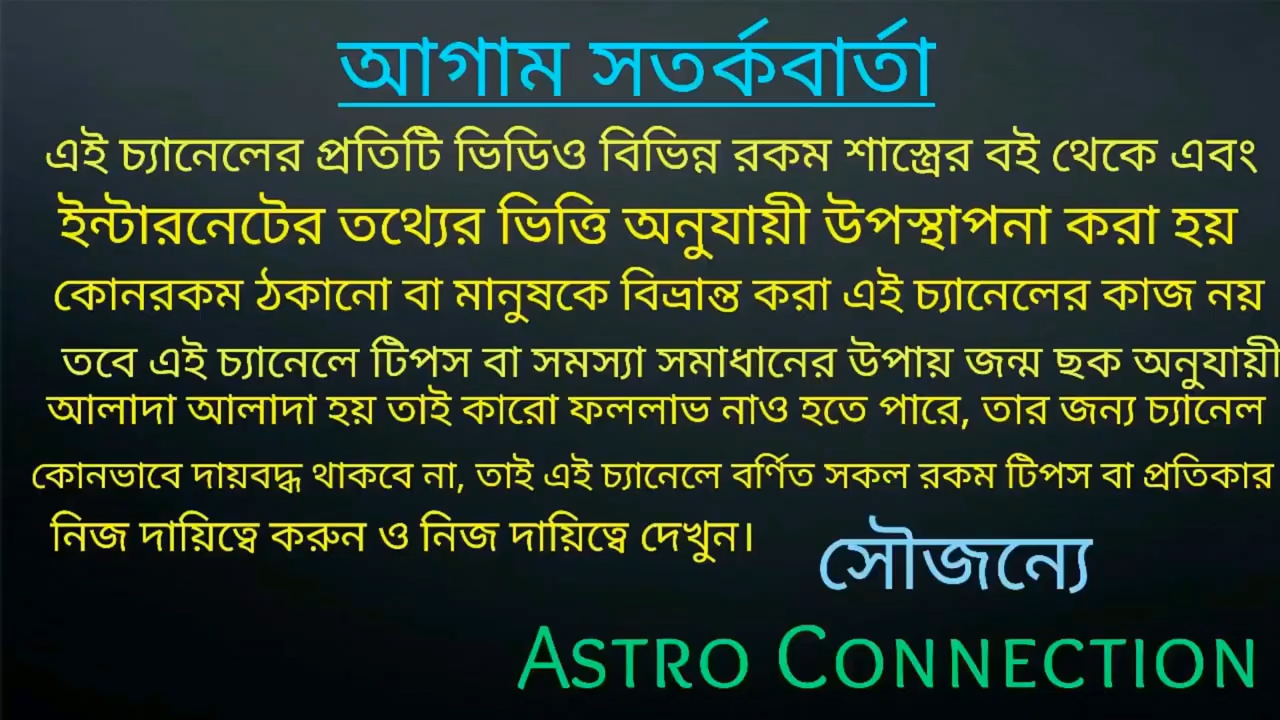 আগাম সতর্কবার্তা
এই চ্যানেলের প্রতিটি ভিডিও বিভিন্ন রকম শাস্ত্রের বই থেকে এবং
ইন্টারনেটের তথ্যের ভিত্তি অনুযায়ী উপস্থাপনা করা হয়
কোনরকম ঠকানো বা মানুষকে বিভ্রান্ত করা এই চ্যানেলের কাজ নয়
তবে এই চ্যানেলে টিপস বা সমস্যা সমাধানের উপায় জন্ম ছক অনুযায়ী
আলাদা আলাদা হয় তাই কারো ফললাভ নাও হতে পারে, তার জন্য চ্যানেল
কোনভাবে দায়বদ্ধ থাকবে না, তাই এই চ্যানেলে বর্ণিত সকল রকম টিপস বা প্রতিকার
নিজ দায়িত্বে করুন ও নিজ দায়িত্বে দেখুন।
সৌজন্যে
ASTRO CONNECTION